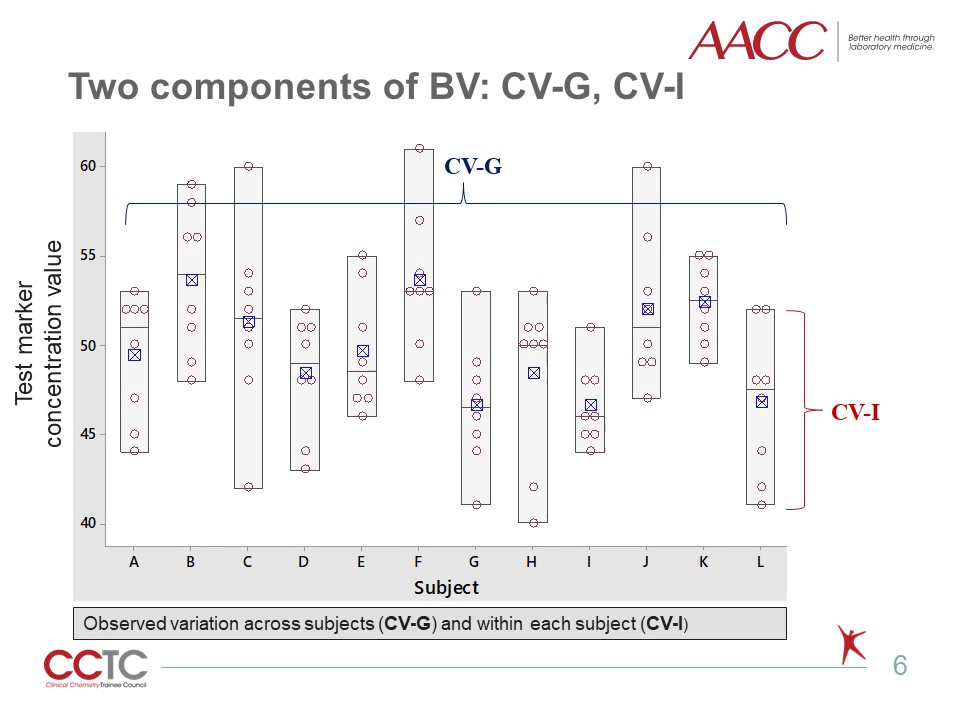 AACC
Better health through
laboratory medicine.
Two components of BV: CV-G, CV-I
Test marker
concentration value
60
55
50
45
40
CV-G
CV-I
A B C D E F G H I J K L
Subject
Observed variation across subjects (CV-G) and within each subject (CV-I)
CCTC
Clinical Chemistry Trainee Council
6